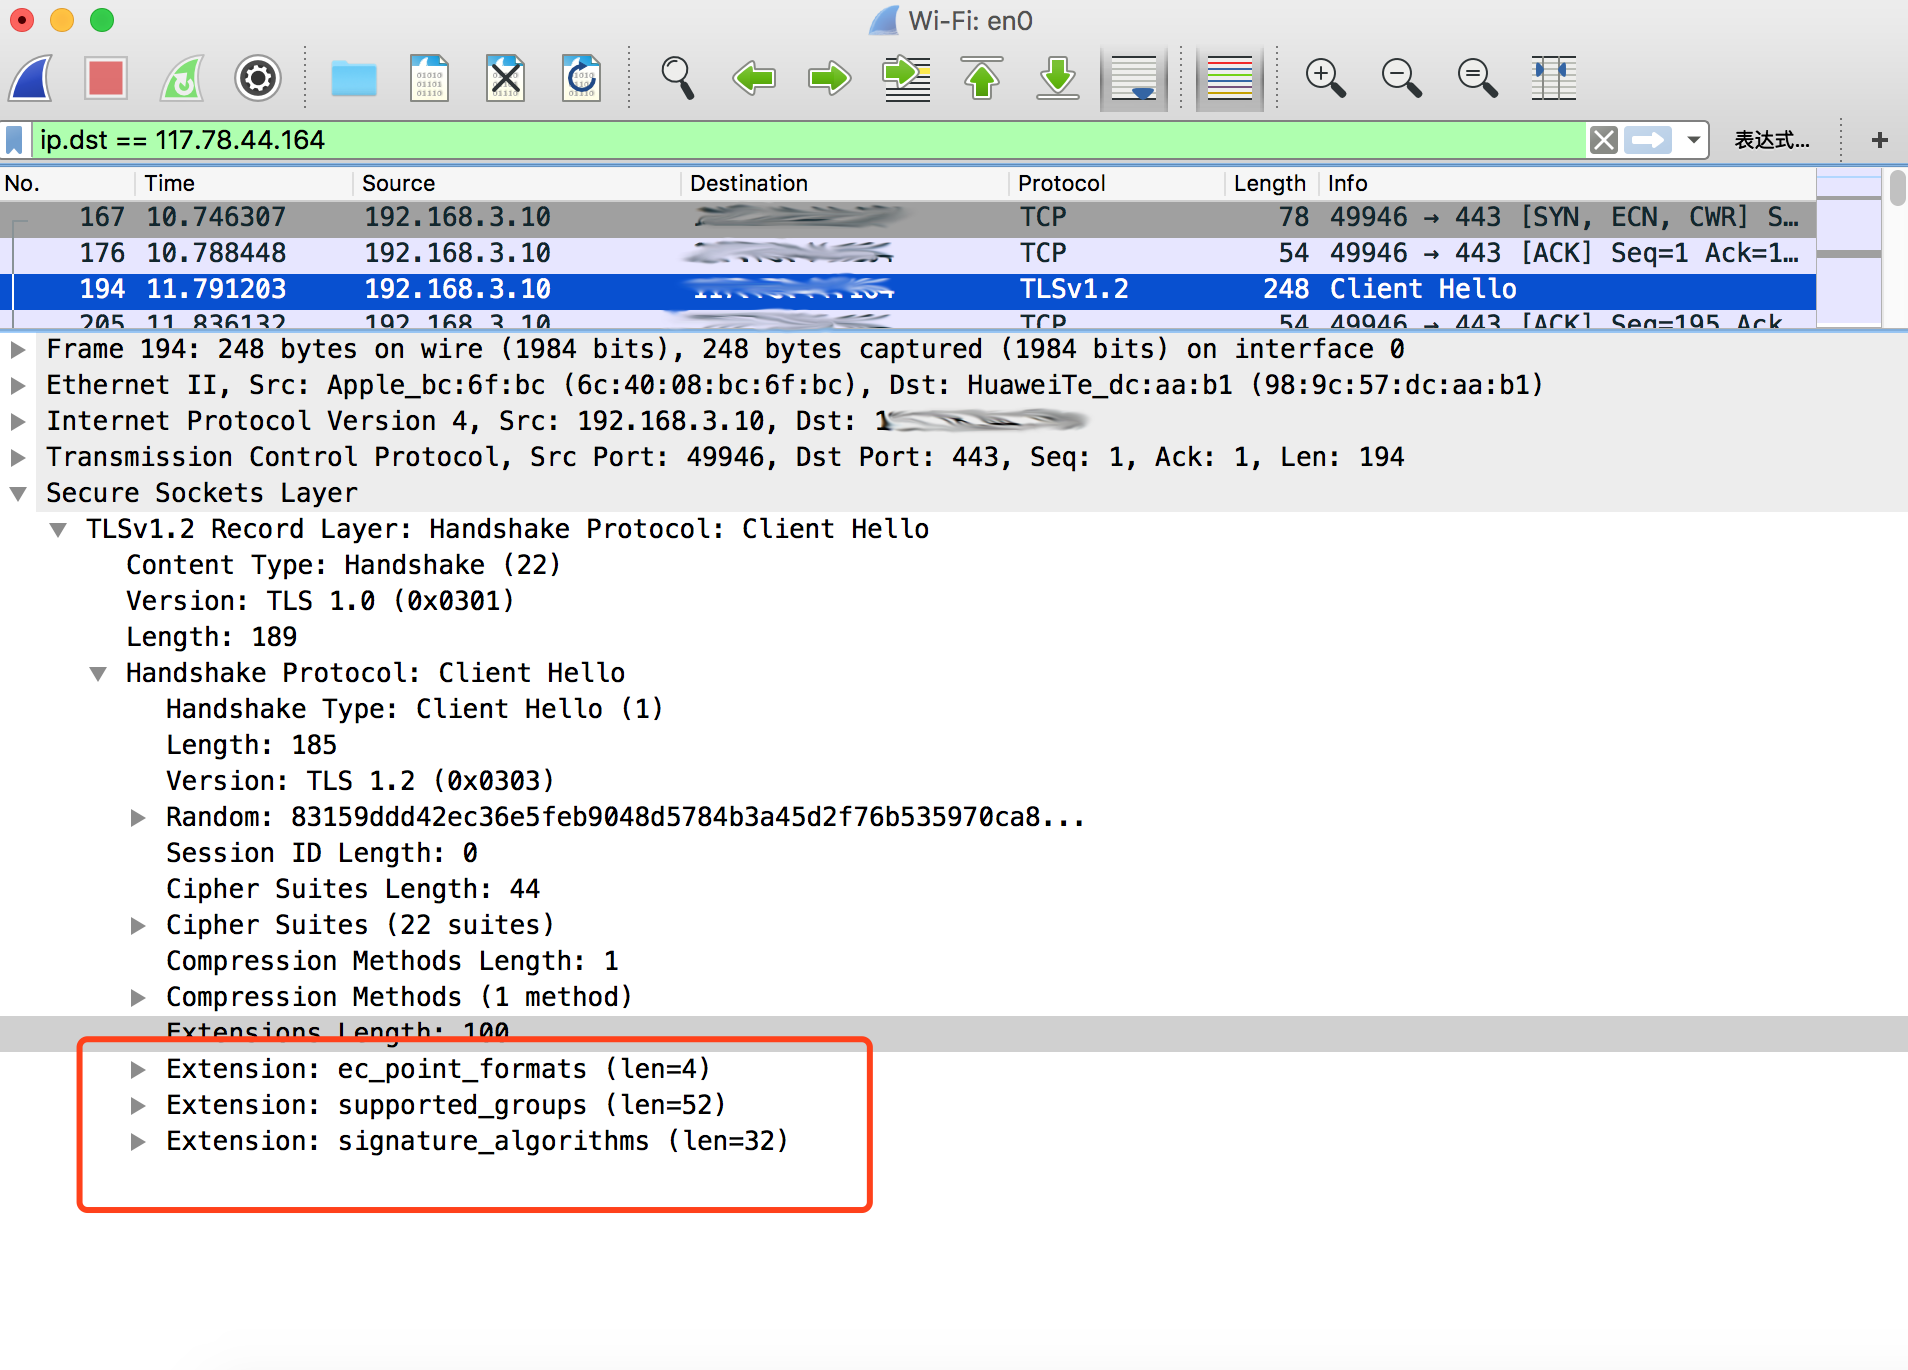 Wi-Fi: en0
ip.dst == 117.78.44.164 表达式... +
No. Time Source Destination Protocol Length Info
167 10.746307 192.168.3.10 TCP 78 49946 → 443 [SYN, ECN, CWR] S…
176 10.788448 192.168.3.10 TCP 54 49946 → 443 [ACK] Seq=1 Ack=1…
194 11.791203 192.168.3.10 TLSv1.2 248 Client Hello
205 11.836132 192.168.3.10 TCP 54 49946 → 443 [ACK] Seq=195 Ack
Frame 194: 248 bytes on wire (1984 bits), 248 bytes captured (1984 bits) on interface 0
Ethernet II, Src: Apple_bc:6f:bc (6c:40:08:bc:6f:bc), Dst: HuaweiTe_dc:aa:b1 (98:9c:57:dc:aa:b1)
Internet Protocol Version 4, Src: 192.168.3.10, Dst: 1
Transmission Control Protocol, Src Port: 49946, Dst Port: 443, Seq: 1, Ack: 1, Len: 194
Secure Sockets Layer
TLSv1.2 Record Layer: Handshake Protocol: Client Hello
Content Type: Handshake (22)
Version: TLS 1.0 (0x0301)
Length: 189
Handshake Protocol: Client Hello
Handshake Type: Client Hello (1)
Length: 185
Version: TLS 1.2 (0x0303)
Random: 83159ddd42ec36e5feb9048d5784b3a45d2f76b535970ca8...
Session ID Length: 0
Cipher Suites Length: 44
Cipher Suites (22 suites)
Compression Methods Length: 1
Compression Methods (1 method)
Extensions Length: 100
Extension: ec_point_formats (len=4)
Extension: supported_groups (len=52)
Extension: signature_algorithms (len=32)